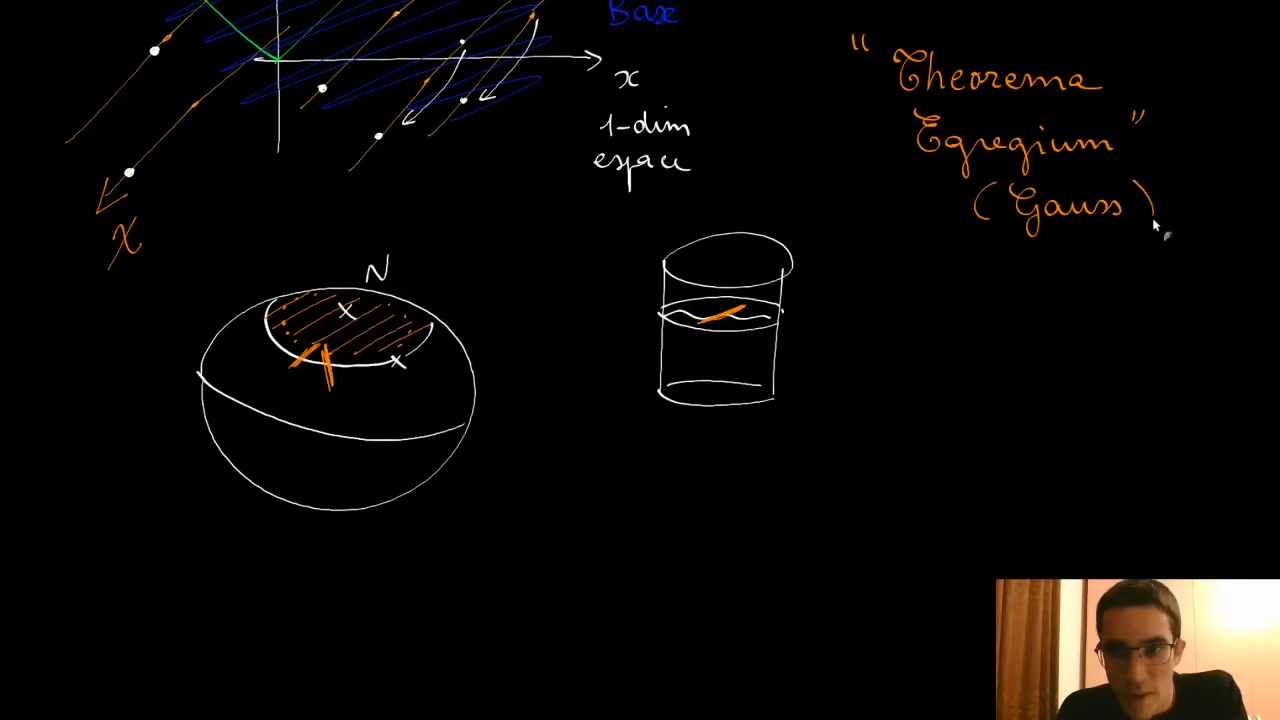 Base
x
1-dim
espace
X
N
"Theorema
Egregium"
(Gauss)